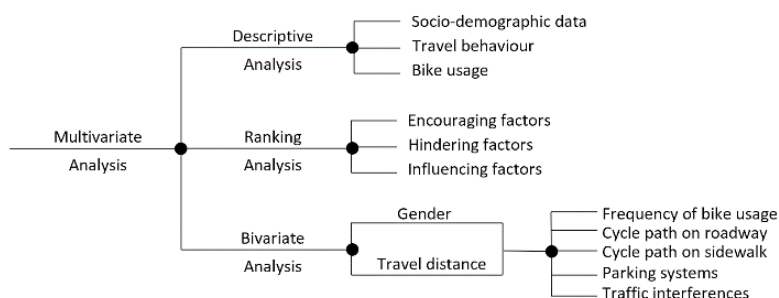 Descriptive
Analysis
Socio-demographic data
Travel behaviour
Bike usage
Multivariate
Analysis
Ranking
Analysis
Encouraging factors
Hindering factors
Influencing factors
Bivariate
Analysis
Gender
Travel distance
Frequency of bike usage
Cycle path on roadway
Cycle path on sidewalk
Parking systems
Traffic interferences